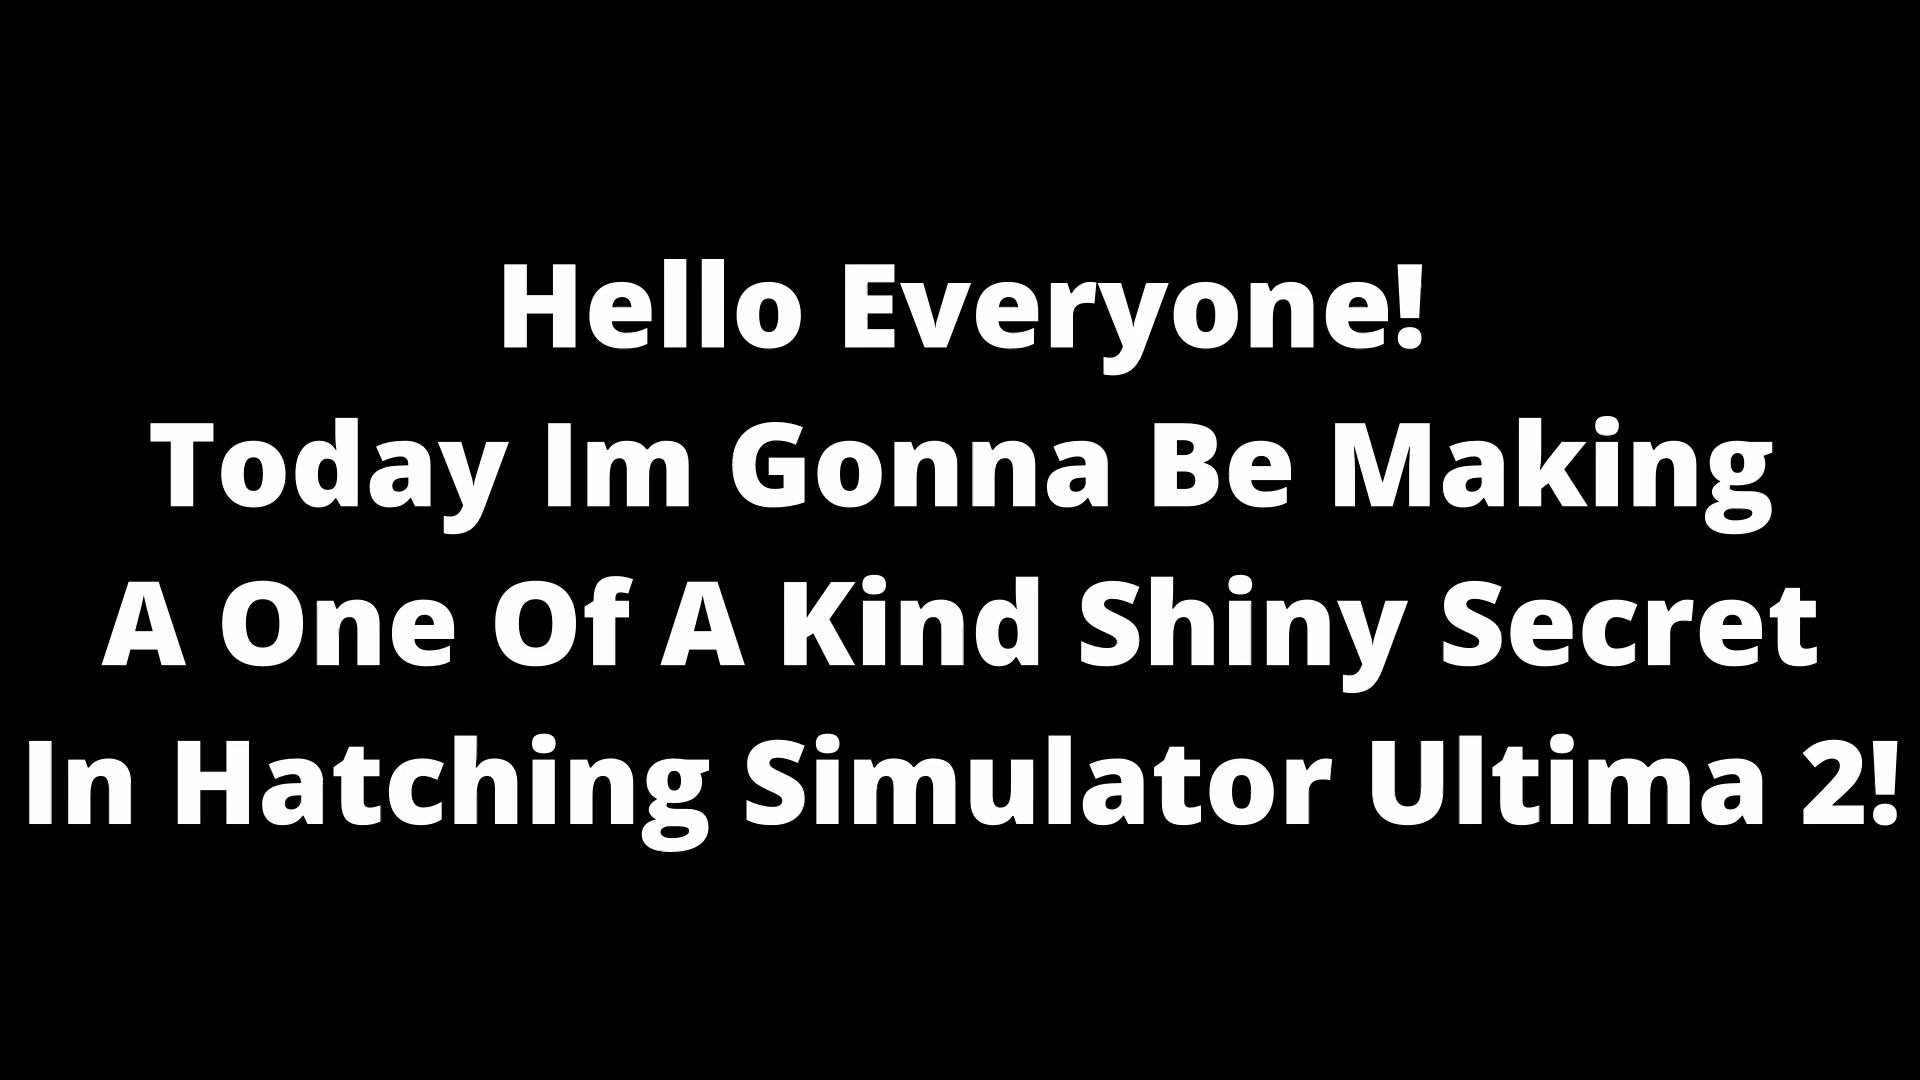 Hello Everyone!
Today Im Gonna Be Making
A One Of A Kind Shiny Secret
In Hatching Simulator Ultima 2!